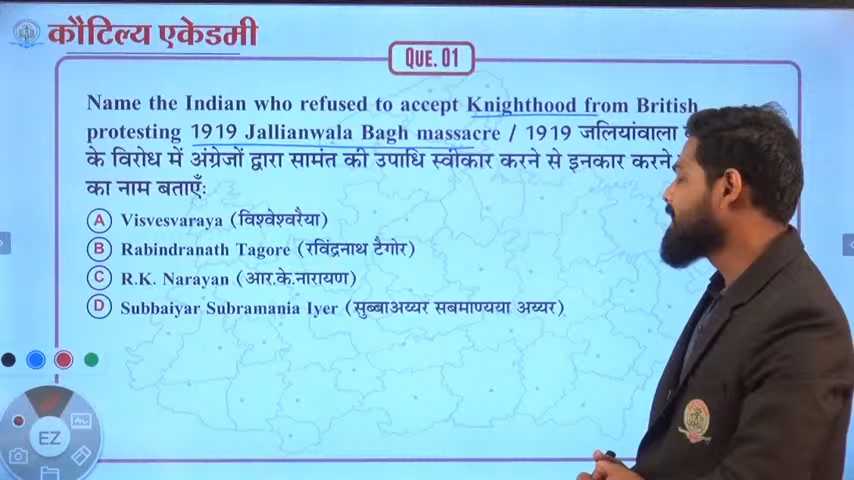 कौटिल्य एकेडमी
QUE. 01
Name the Indian who refused to accept Knighthood from British
protesting 1919 Jallianwala Bagh massacre / 1919 जलियांवाला
के विरोध में अंग्रेजों द्वारा सामंत की उपाधि स्वीकार करने से इनकार करने
का नाम बताएँः
A Visvesvaraya (विश्वेश्वरैया)
B Rabindranath Tagore (रविंद्रनाथ टैगोर)
C R.K. Narayan (आर.के.नारायण)
D Subbaiyar Subramania Iyer (सुब्बाअय्यर सबमाण्यया अय्यर)
EZ